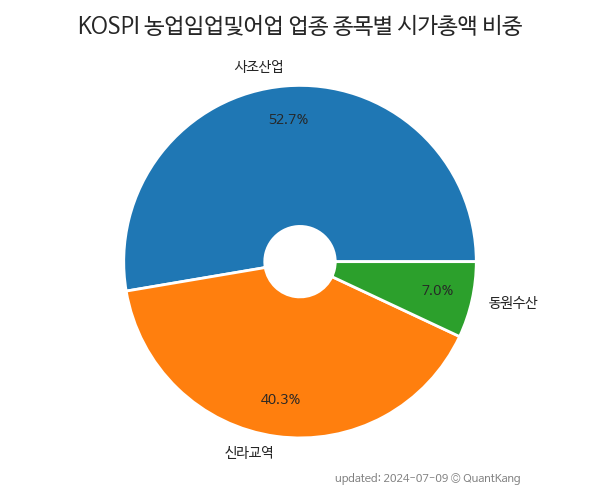 KOSPI 농업임업및어업 업종 종목별 시가총액 비중
사조산업
52.7%
7.0%
동원수산
40.3%
신라교역
updated: 2024-07-09 © QuantKang